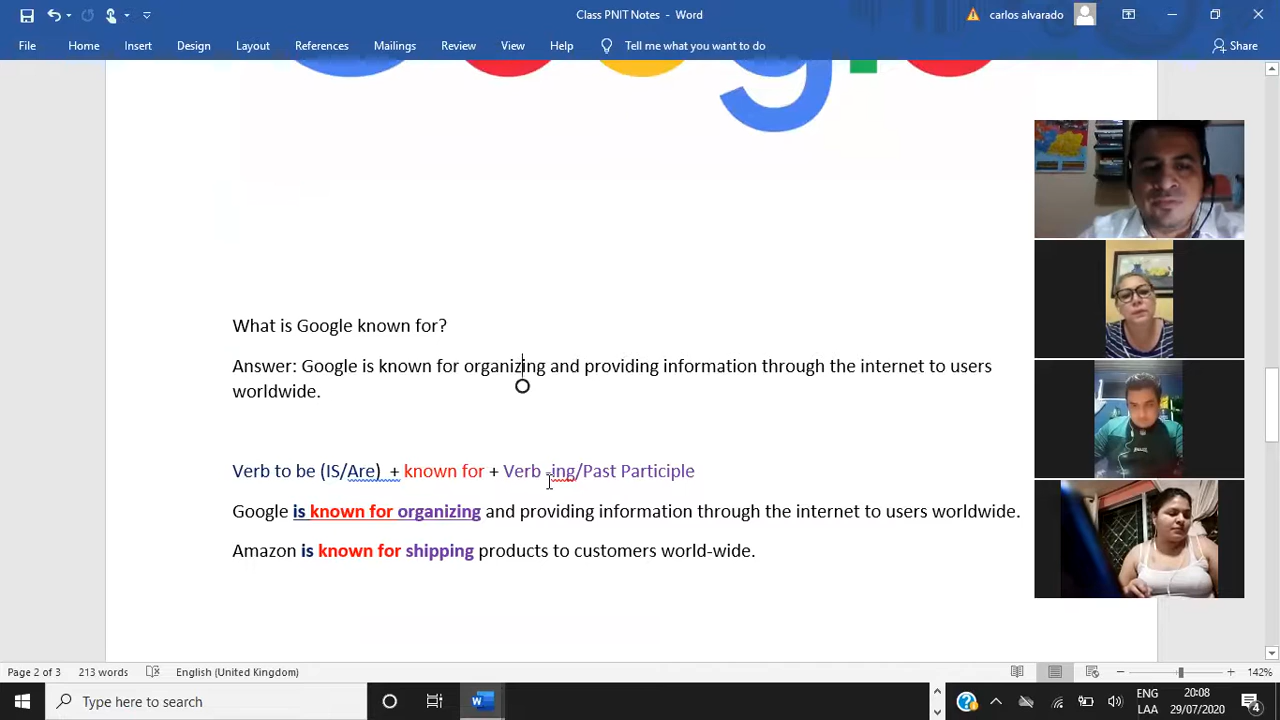 Class PNIT Notes - Word
carlos alvarado
File Home Insert Design Layout References Mailings Review View Help Tell me what you want to do Share
What is Google known for?
Answer: Google is known for organizing and providing information through the internet to users
worldwide.
Verb to be (IS/Are) + known for + Verb -ing/Past Participle
Google is known for organizing and providing information through the internet to users worldwide.
Amazon is known for shipping products to customers world-wide.
Page 2 of 3 213 words English (United Kingdom) 142%
Type here to search
ENG
LAA
20:08
29/07/2020
4